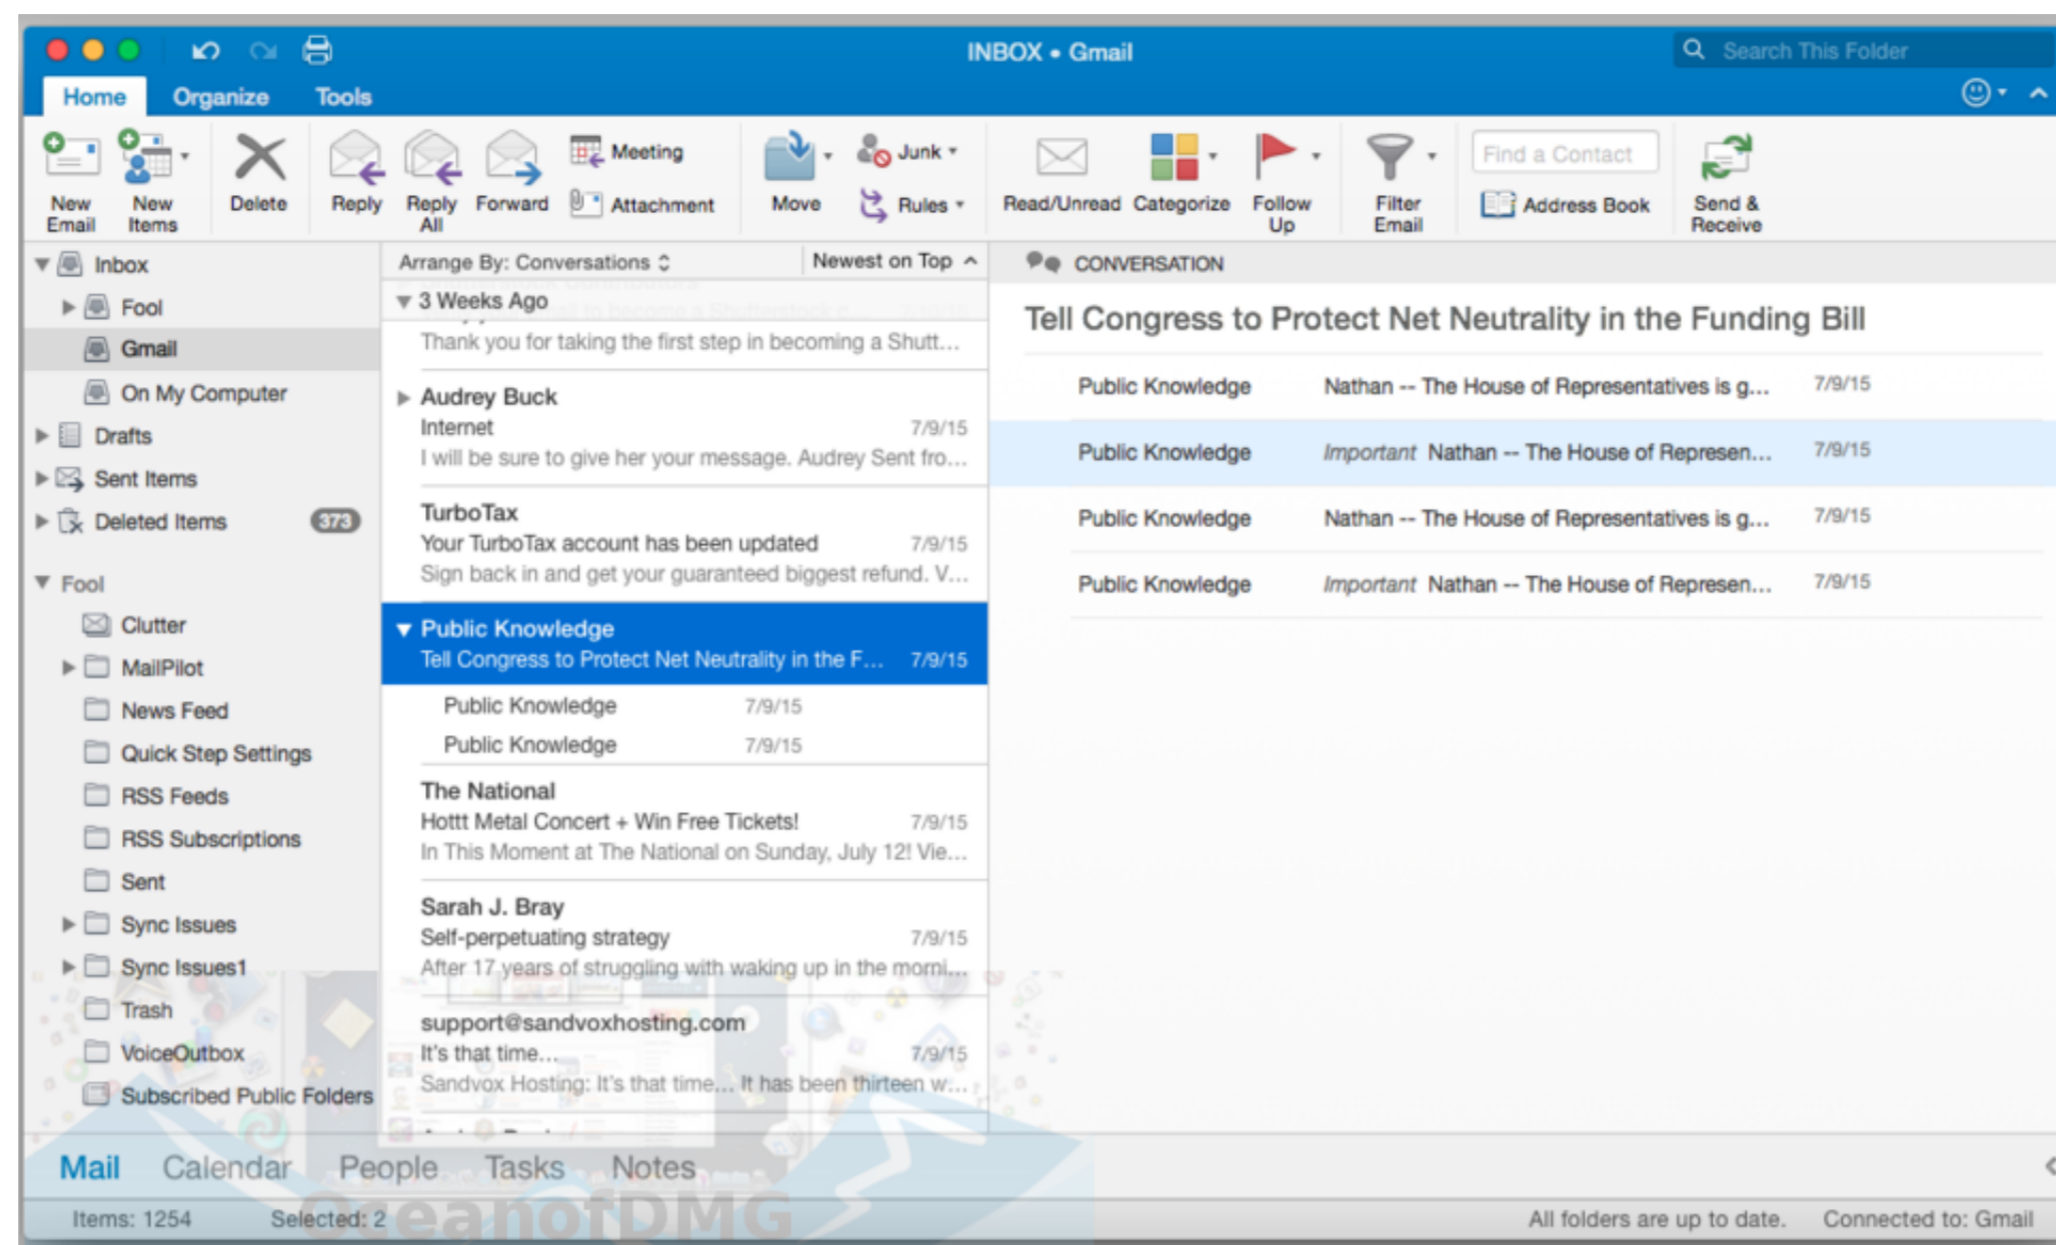 INBOX • Gmail
Search This Folder
Home Organize Tools
New Email
New Items
Delete
Reply
Reply All
Forward
Meeting
Attachment
Move
Junk
Rules
Read/Unread
Categorize
Follow Up
Filter Email
Find a Contact
Address Book
Send & Receive
Inbox
Fool
Gmail
On My Computer
Drafts
Sent Items
Deleted Items 373
Fool
Clutter
MailPilot
News Feed
Quick Step Settings
RSS Feeds
RSS Subscriptions
Sent
Sync Issues
Sync Issues1
Trash
VoiceOutbox
Subscribed Public Folders
Arrange By: Conversations Newest on Top
3 Weeks Ago
Thank you for taking the first step in becoming a Shutt...
Audrey Buck
Internet 7/9/15
I will be sure to give her your message. Audrey Sent fro...
TurboTax
Your TurboTax account has been updated 7/9/15
Sign back in and get your guaranteed biggest refund. V...
Public Knowledge
Tell Congress to Protect Net Neutrality in the F... 7/9/15
Public Knowledge 7/9/15
Public Knowledge 7/9/15
The National
Hottt Metal Concert + Win Free Tickets! 7/9/15
In This Moment at The National on Sunday, July 12! Vie...
Sarah J. Bray
Self-perpetuating strategy 7/9/15
After 17 years of struggling with waking up in the morni...
support@sandvoxhosting.com
It's that time... 7/9/15
Sandvox Hosting: It's that time... It has been thirteen w...
CONVERSATION
Tell Congress to Protect Net Neutrality in the Funding Bill
Public Knowledge Nathan -- The House of Representatives is g... 7/9/15
Public Knowledge Important Nathan -- The House of Represen... 7/9/15
Public Knowledge Nathan -- The House of Representatives is g... 7/9/15
Public Knowledge Important Nathan -- The House of Represen... 7/9/15
Mail Calendar People Tasks Notes
OceanofDMG
Items: 1254 Selected: 2 All folders are up to date. Connected to: Gmail